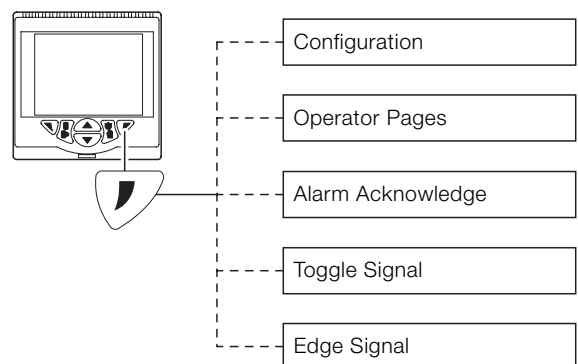 Configuration
Operator Pages
Alarm Acknowledge
Toggle Signal
Edge Signal